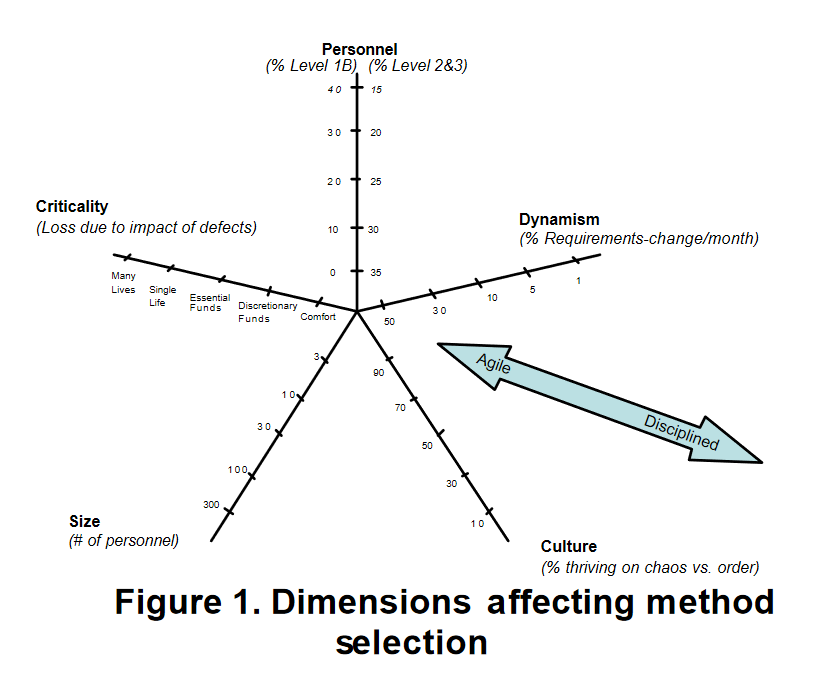 Personnel
(% Level 1B) (% Level 2&3)
40 15
30 20
20 25
10 30
0 35
Criticality
(Loss due to impact of defects)
Many
Lives
Single
Life
Essential
Funds
Discretionary
Funds
Comfort
Dynamism
(% Requirements-change/month)
1
5
10
30
50
3
10
30
100
300
Size
(# of personnel)
90
70
50
30
10
Culture
(% thriving on chaos vs. order)
Agile
Disciplined
Figure 1. Dimensions affecting method
selection